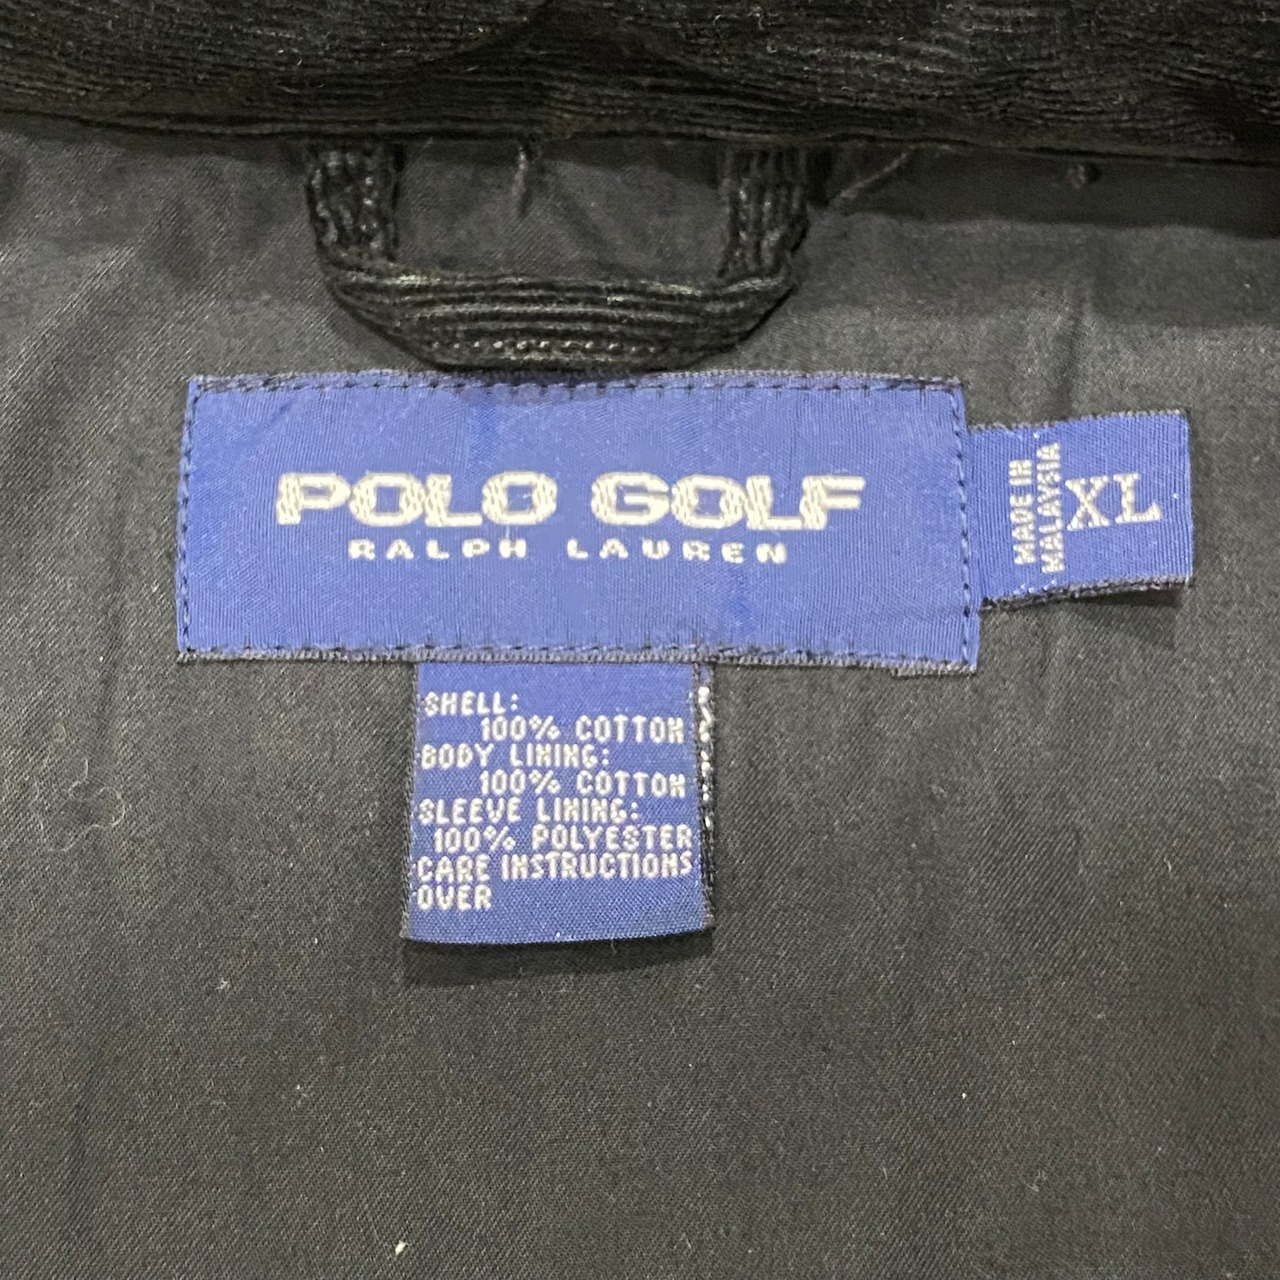 POLO GOLF
RALPH LAUREN
MADE IN
MALAYSIA
XL
SHELL:
100% COTTON
BODY LINING:
100% COTTON
SLEEVE LINING:
100% POLYESTER
CARE INSTRUCTIONS
OVER